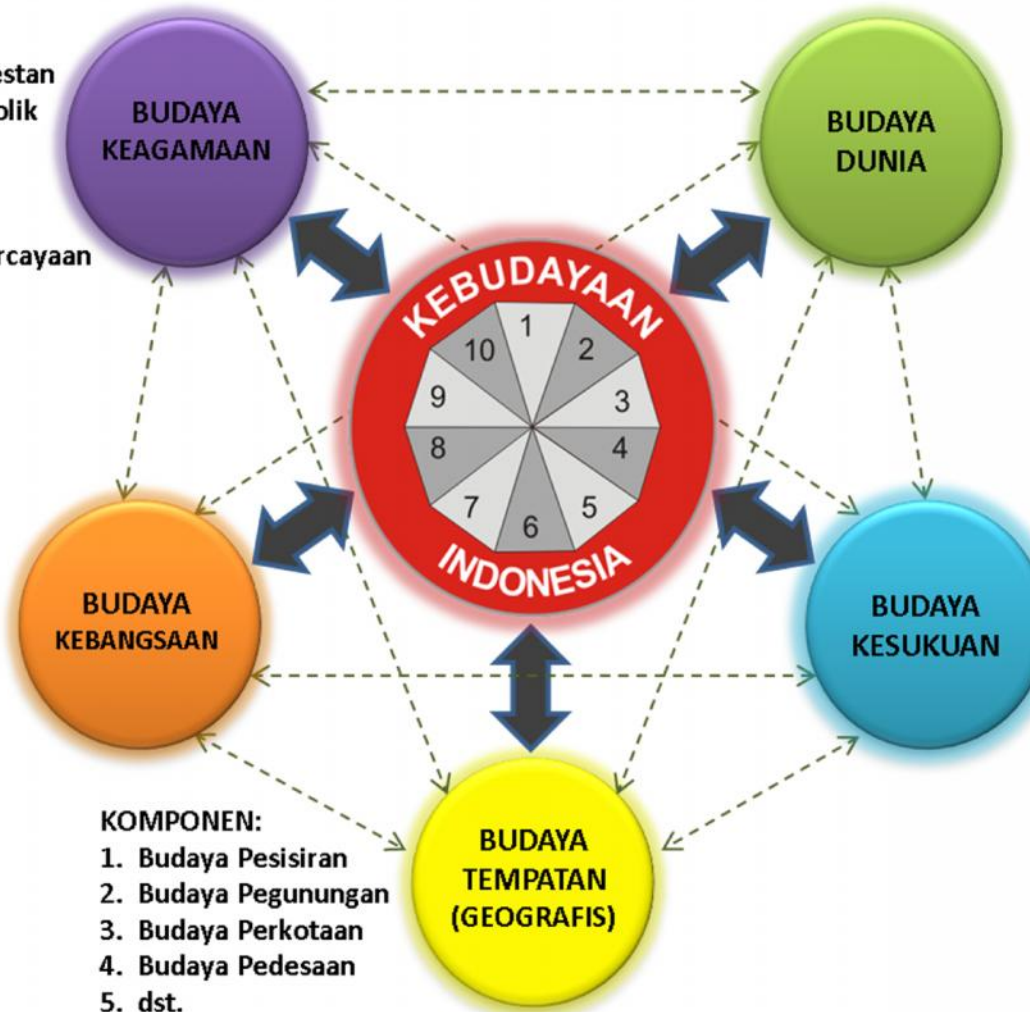 BUDAYA
KEAGAMAAN
BUDAYA
DUNIA
KEBUDAYAAN
1
2
3
4
5
6
7
8
9
10
INDONESIA
BUDAYA
KEBANGSAAN
BUDAYA
KESUKUAN
BUDAYA
TEMPATAN
(GEOGRAFIS)
KOMPONEN:
1. Budaya Pesisiran
2. Budaya Pegunungan
3. Budaya Perkotaan
4. Budaya Pedesaan
5. dst.